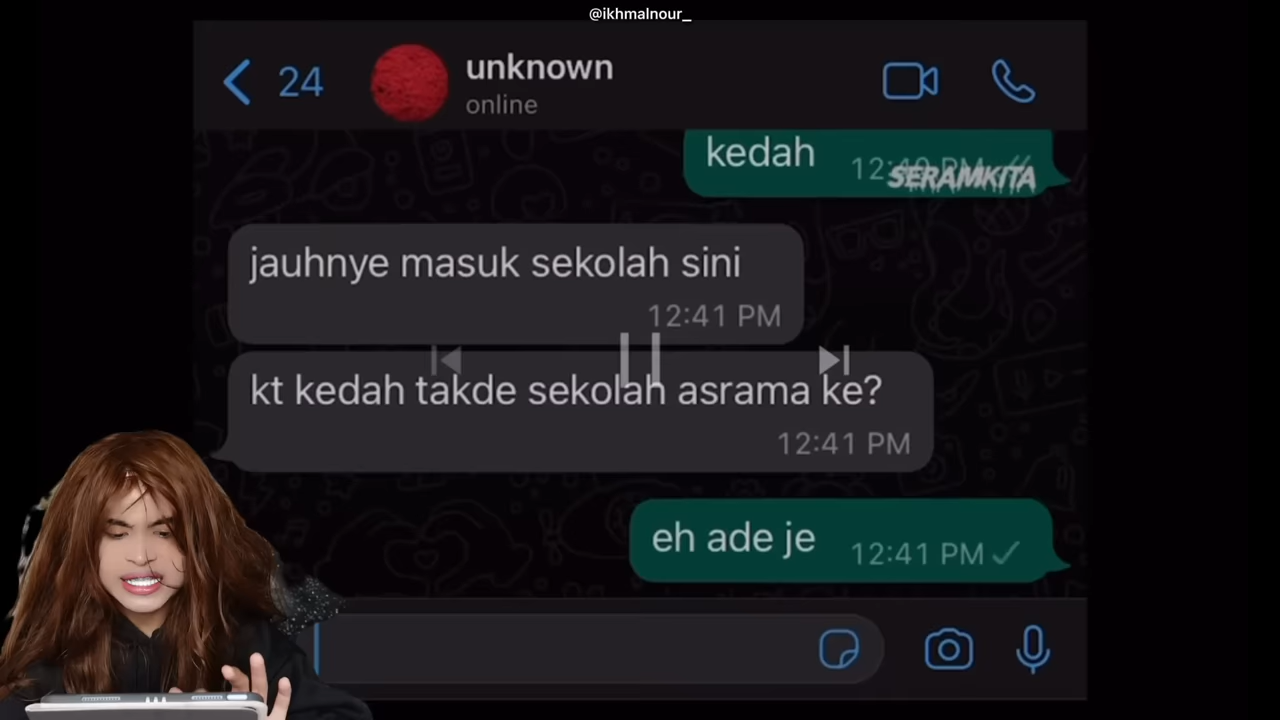 @ikhmalnour_
24
unknown
online
kedah
SERAMKITA
jauhnye masuk sekolah sini
12:41 PM
kt kedah takde sekolah asrama ke?
12:41 PM
eh ade je
12:41 PM